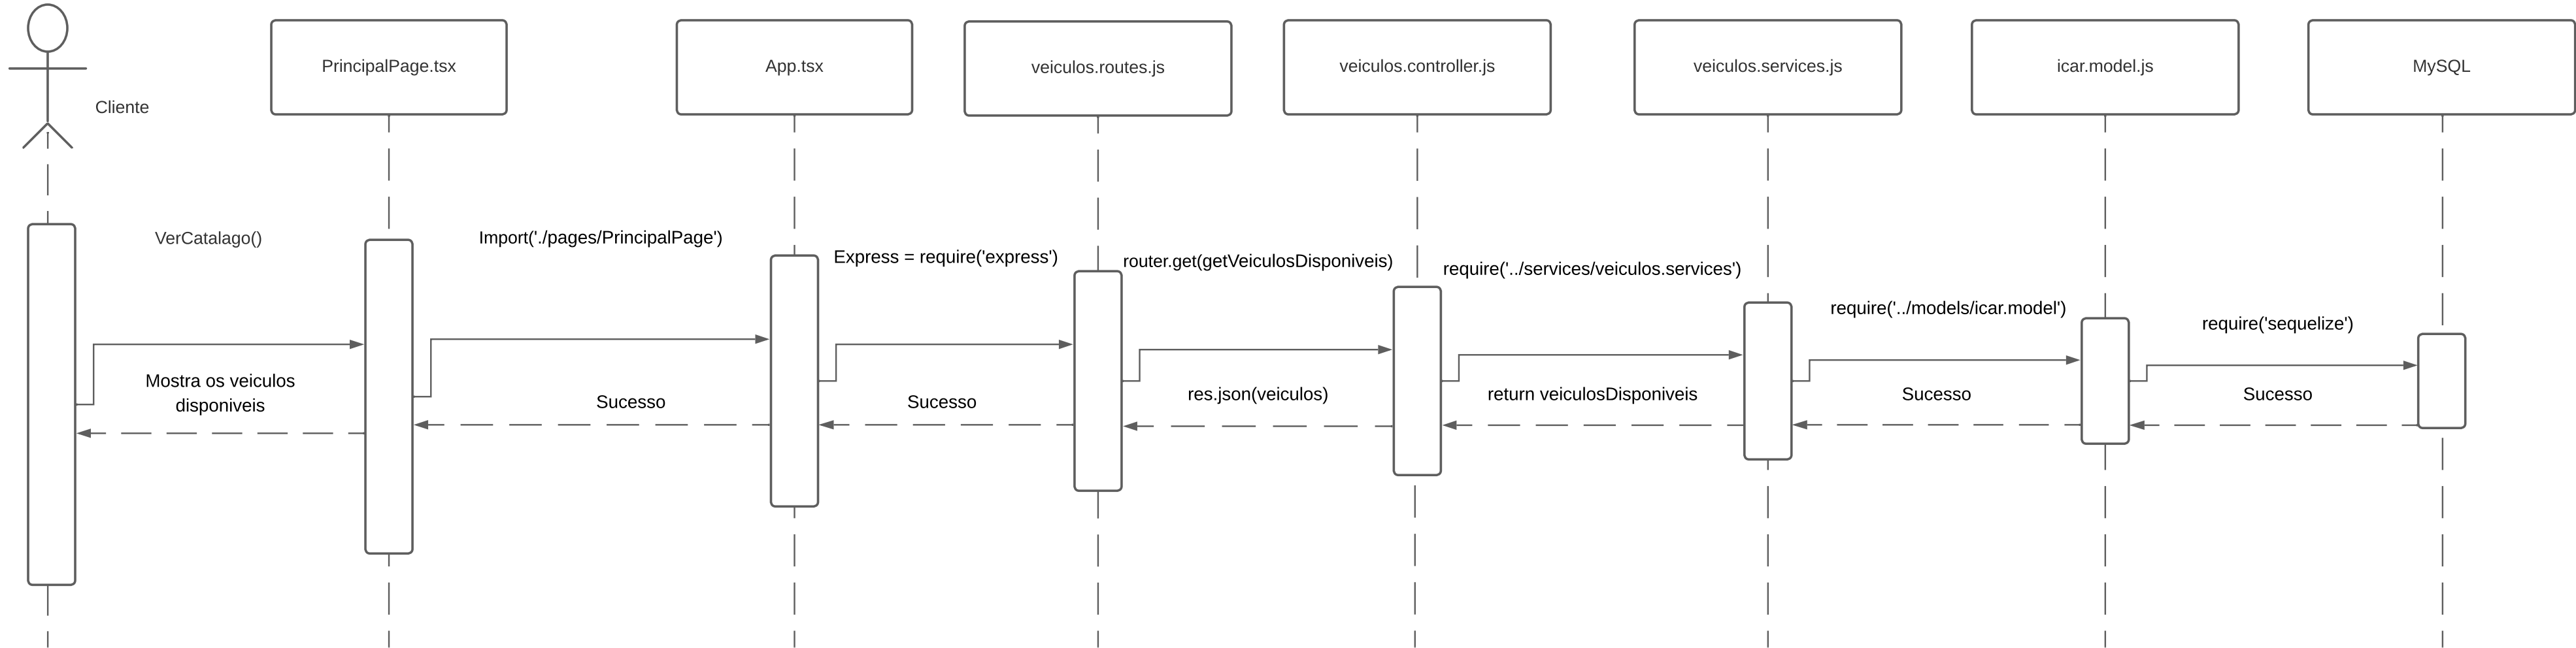 PrincipalPage.tsx
App.tsx
veiculos.routes.js
veiculos.controller.js
veiculos.services.js
icar.model.js
MySQL
Cliente
VerCatalago()
Import('./pages/PrincipalPage')
Express = require('express')
router.get(getVeiculosDisponiveis)
require('../services/veiculos.services')
require('../models/icar.model')
require('sequelize')
Mostra os veiculos
disponiveis
Sucesso
Sucesso
res.json(veiculos)
return veiculosDisponiveis
Sucesso
Sucesso